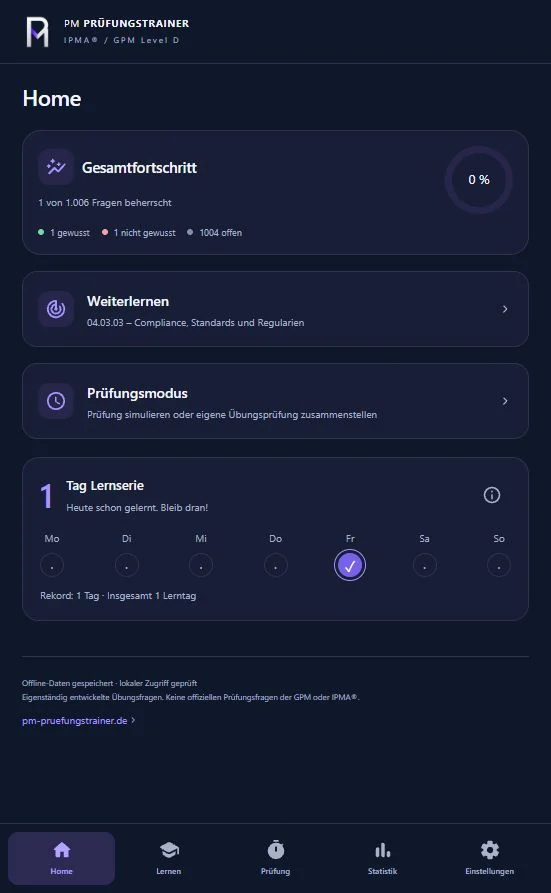 PM PRÜFUNGSTRAINER
IPMA® / GPM Level D
Home
Gesamtfortschritt
0 %
1 von 1.006 Fragen beherrscht
1 gewusst 1 nicht gewusst 1004 offen
Weiterlernen
04.03.03 – Compliance, Standards und Regularien
Prüfungsmodus
Prüfung simulieren oder eigene Übungsprüfung zusammenstellen
1 Tag Lernserie
Heute schon gelernt. Bleib dran!
Mo Di Mi Do Fr Sa So
Rekord: 1 Tag · Insgesamt 1 Lerntag
Offline-Daten gespeichert · lokaler Zugriff geprüft
Eigenständig entwickelte Übungsfragen. Keine offiziellen Prüfungsfragen der GPM oder IPMA®.
pm-pruefungstrainer.de ›
Home Lernen Prüfung Statistik Einstellungen